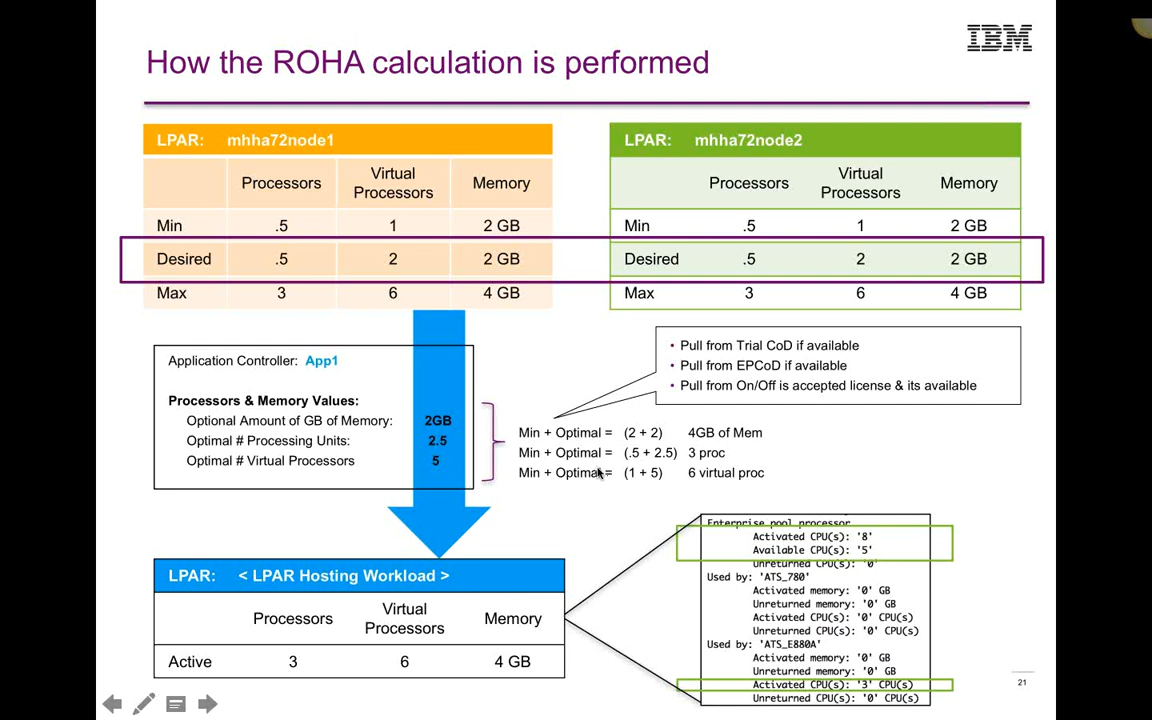 IBM
How the ROHA calculation is performed
LPAR: mhha72node1
Processors Virtual Processors Memory
Min .5 1 2 GB
Desired .5 2 2 GB
Max 3 6 4 GB
LPAR: mhha72node2
Processors Virtual Processors Memory
Min .5 1 2 GB
Desired .5 2 2 GB
Max 3 6 4 GB
Application Controller: App1
Processors & Memory Values:
Optional Amount of GB of Memory: 2GB
Optimal # Processing Units: 2.5
Optimal # Virtual Processors 5
• Pull from Trial CoD if available
• Pull from EPCoD if available
• Pull from On/Off is accepted license & its available
Min + Optimal = (2 + 2) 4GB of Mem
Min + Optimal = (.5 + 2.5) 3 proc
Min + Optimal = (1 + 5) 6 virtual proc
LPAR: < LPAR Hosting Workload >
Processors Virtual Processors Memory
Active 3 6 4 GB
Enterprise pool processor
Activated CPU(s): '8'
Available CPU(s): '5'
Unreturned CPU(s): '0'
Used by: 'ATS_780'
Activated memory: '0' GB
Unreturned memory: '0' GB
Activated CPU(s): '0' CPU(s)
Unreturned CPU(s): '0' CPU(s)
Used by: 'ATS_E880A'
Activated memory: '0' GB
Unreturned memory: '0' GB
Activated CPU(s): '3' CPU(s)
Unreturned CPU(s): '0' CPU(s)
21